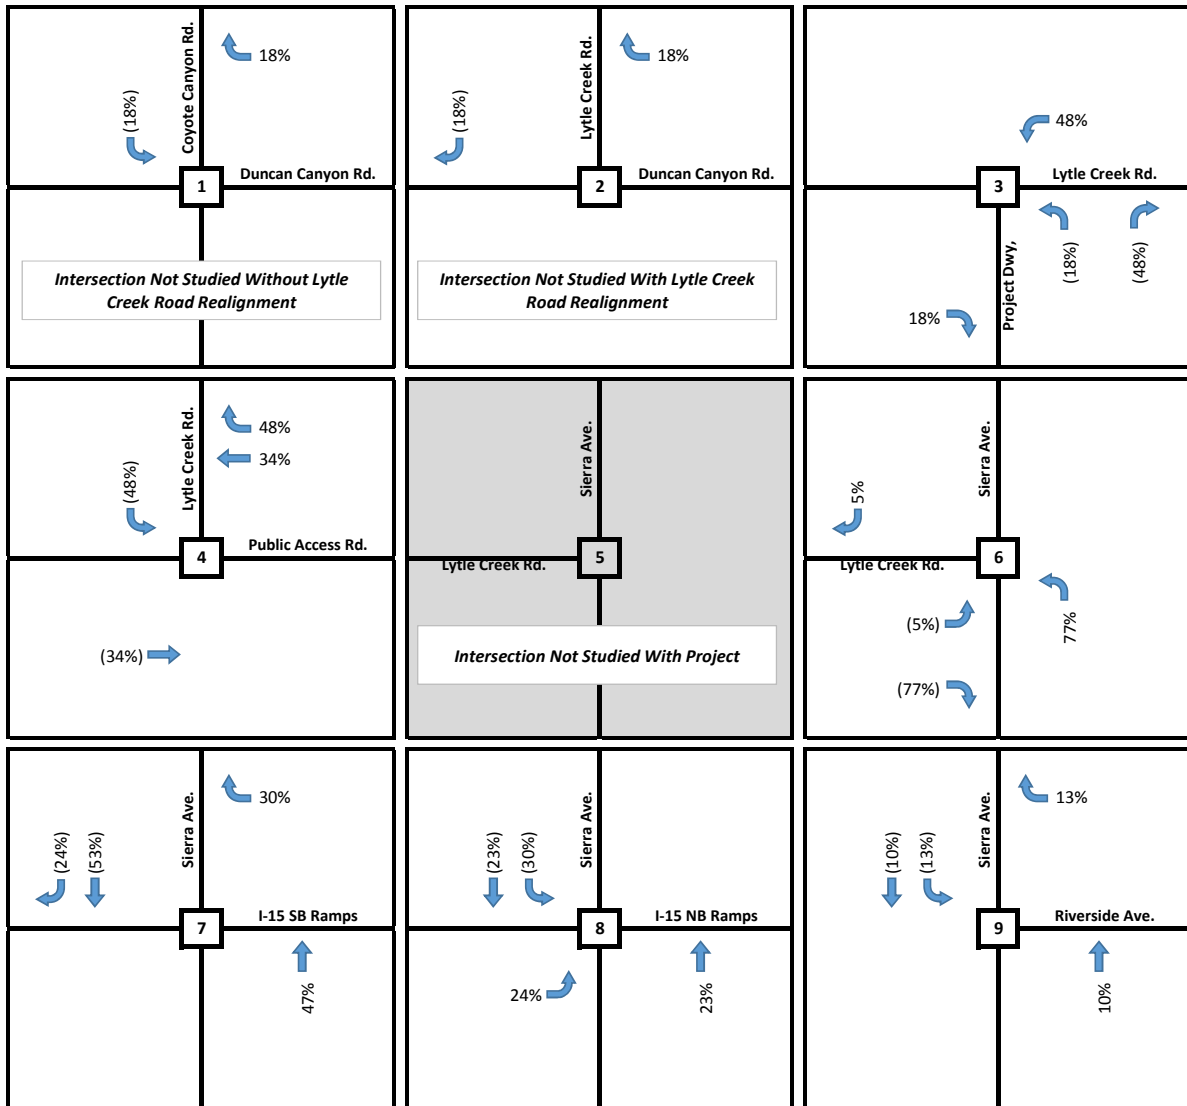 Coyote Canyon Rd.
18%
(18%)
1
Duncan Canyon Rd.
Intersection Not Studied Without Lytle
Creek Road Realignment
Lytle Creek Rd.
18%
(18%)
2
Duncan Canyon Rd.
Intersection Not Studied With Lytle Creek
Road Realignment
48%
3
Lytle Creek Rd.
(18%)
(48%)
Project Dwy,
18%
Lytle Creek Rd.
48%
34%
(48%)
4
Public Access Rd.
(34%)
Sierra Ave.
5
Lytle Creek Rd.
Intersection Not Studied With Project
Sierra Ave.
5%
6
Lytle Creek Rd.
(5%)
77%
(77%)
Sierra Ave.
30%
(24%)
(53%)
7
I-15 SB Ramps
47%
Sierra Ave.
(23%)
(30%)
8
I-15 NB Ramps
24%
23%
Sierra Ave.
13%
(10%)
(13%)
9
Riverside Ave.
10%